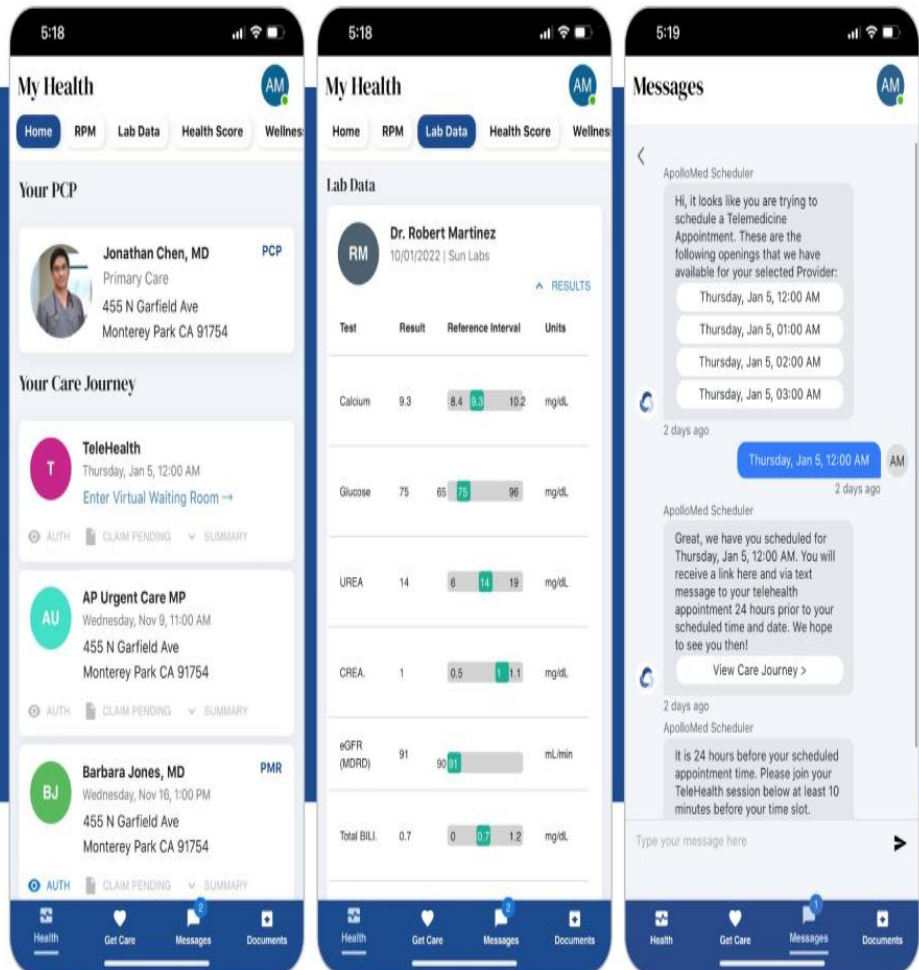 5:18
My Health
AM
Home RPM Lab Data Health Score Wellnes
Your PCP
Jonathan Chen, MD PCP
Primary Care
455 N Garfield Ave
Monterey Park CA 91754
Your Care Journey
T
TeleHealth
Thursday, Jan 5, 12:00 AM
Enter Virtual Waiting Room →
AUTH CLAIM PENDING SUMMARY
AU
AP Urgent Care MP
Wednesday, Nov 9, 11:00 AM
455 N Garfield Ave
Monterey Park CA 91754
AUTH CLAIM PENDING SUMMARY
BJ
Barbara Jones, MD PMR
Wednesday, Nov 16, 1:00 PM
455 N Garfield Ave
Monterey Park CA 91754
AUTH CLAIM PENDING SUMMARY
2
Health Get Care Messages Documents
5:18
My Health
AM
Home RPM Lab Data Health Score Wellnes
Lab Data
RM
Dr. Robert Martinez
10/01/2022 | Sun Labs
RESULTS
Test Result Reference Interval Units
Calcium 9.3 8.4 9.3 10.2 mg/dL
Glucose 75 65 75 96 mg/dL
UREA 14 6 14 19 mg/dL
CREA. 1 0.5 1 1.1 mg/dL
eGFR
(MDRD) 91 90 91 mL/min
Total BILI. 0.7 0 0.7 1.2 mg/dL
2
Health Get Care Messages Documents
5:19
Messages
AM
ApolloMed Scheduler
Hi, it looks like you are trying to
schedule a Telemedicine
Appointment. These are the
following openings that we have
available for your selected Provider:
Thursday, Jan 5, 12:00 AM
Thursday, Jan 5, 01:00 AM
Thursday, Jan 5, 02:00 AM
Thursday, Jan 5, 03:00 AM
2 days ago
Thursday, Jan 5, 12:00 AM AM
2 days ago
ApolloMed Scheduler
Great, we have you scheduled for
Thursday, Jan 5, 12:00 AM. You will
receive a link here and via text
message to your telehealth
appointment 24 hours prior to your
scheduled time and date. We hope
to see you then!
View Care Journey >
2 days ago
ApolloMed Scheduler
It is 24 hours before your scheduled
appointment time. Please join your
TeleHealth session below at least 10
minutes before your time slot.
Type your message here
1
Health Get Care Messages Documents